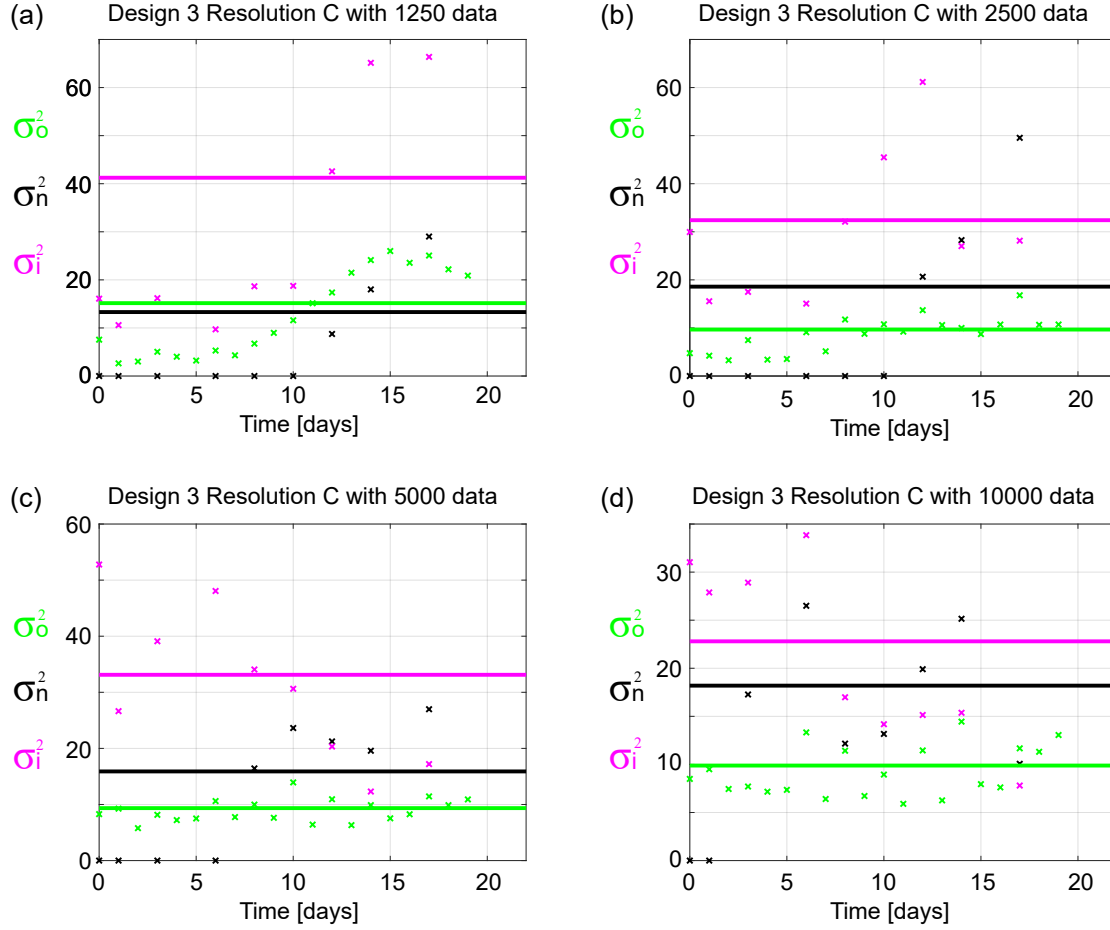 (a) Design 3 Resolution C with 1250 data
60
σo²
σn²
40
σi²
20
0
0 5 10 15 20
Time [days]
(b) Design 3 Resolution C with 2500 data
60
σo²
σn²
40
σi²
20
0
0 5 10 15 20
Time [days]
(c) Design 3 Resolution C with 5000 data
60
σo²
40
σn²
20
σi²
0
0 5 10 15 20
Time [days]
(d) Design 3 Resolution C with 10000 data
30
σo²
20
σn²
10
σi²
0
0 5 10 15 20
Time [days]